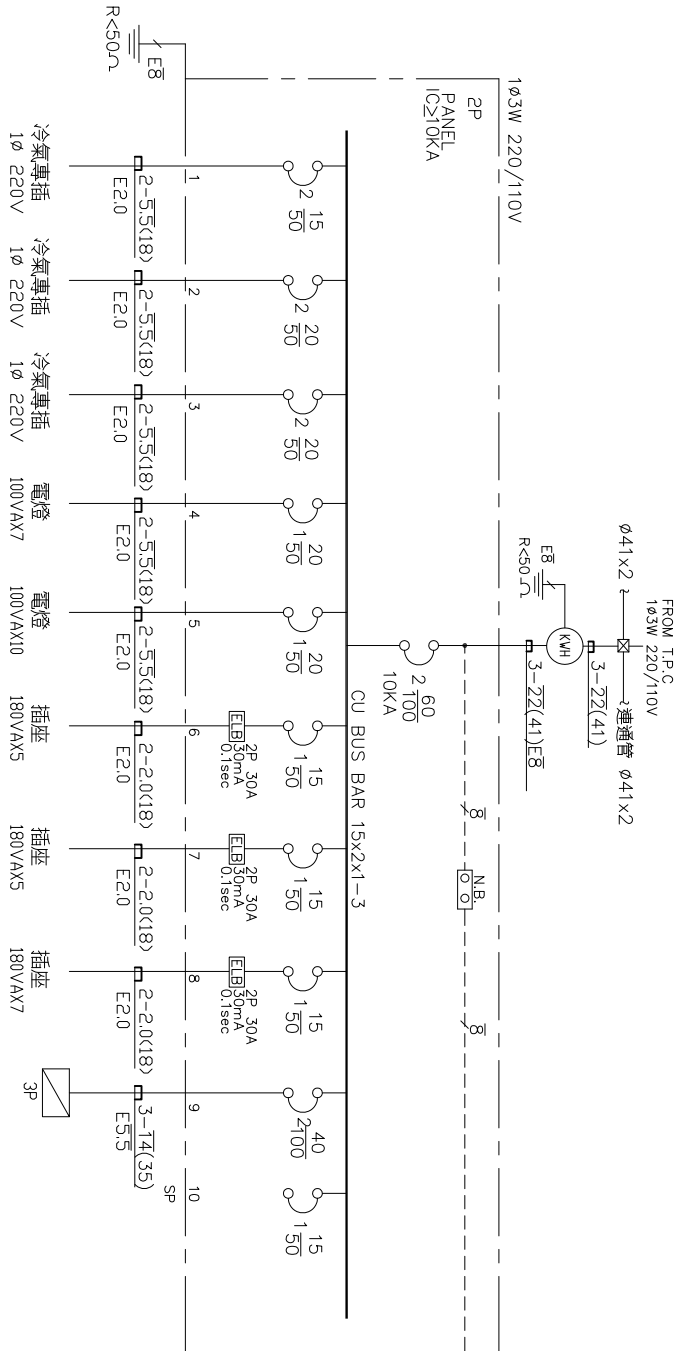 FROM T.P.C
1ø3W 220/110V
ø41x2
連通管 ø41x2
3-22(41)
KWH
E8
R<50Ω
3-22(41)E8
1ø3W 220/110V
2P
PANEL
IC≥10KA
8
N.B
8
2 60
100
10KA
CU BUS BAR 15x2x1-3
2 15
50
2 20
50
2 20
50
1 20
50
1 20
50
1 15
50
1 15
50
1 15
50
2 40
100
1 15
50
ELB
2P 30A
30mA
0.1sec
ELB
2P 30A
30mA
0.1sec
ELB
2P 30A
30mA
0.1sec
E8
R<50Ω
1
2
3
4
5
6
7
8
9
10
SP
2-5.5(18)
E2.0
2-5.5(18)
E2.0
2-5.5(18)
E2.0
2-5.5(18)
E2.0
2-5.5(18)
E2.0
2-2.0(18)
E2.0
2-2.0(18)
E2.0
2-2.0(18)
E2.0
3-14(35)
E5.5
冷氣專插
1ø 220V
冷氣專插
1ø 220V
冷氣專插
1ø 220V
電燈
100VAX7
電燈
100VAX10
插座
180VAX5
插座
180VAX5
插座
180VAX7
3P